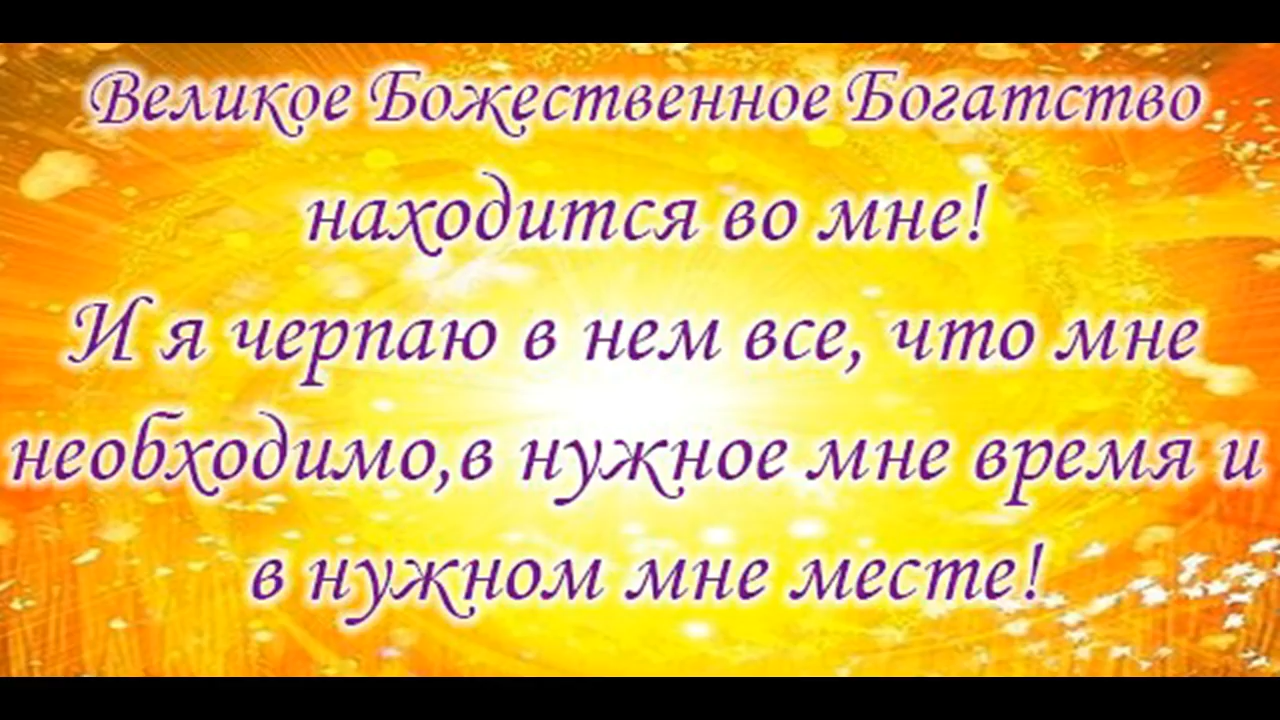 Великое Божественное Богатство
находится во мне!
И я черпаю в нем все, что мне
необходимо,в нужное мне время и
в нужном мне месте!